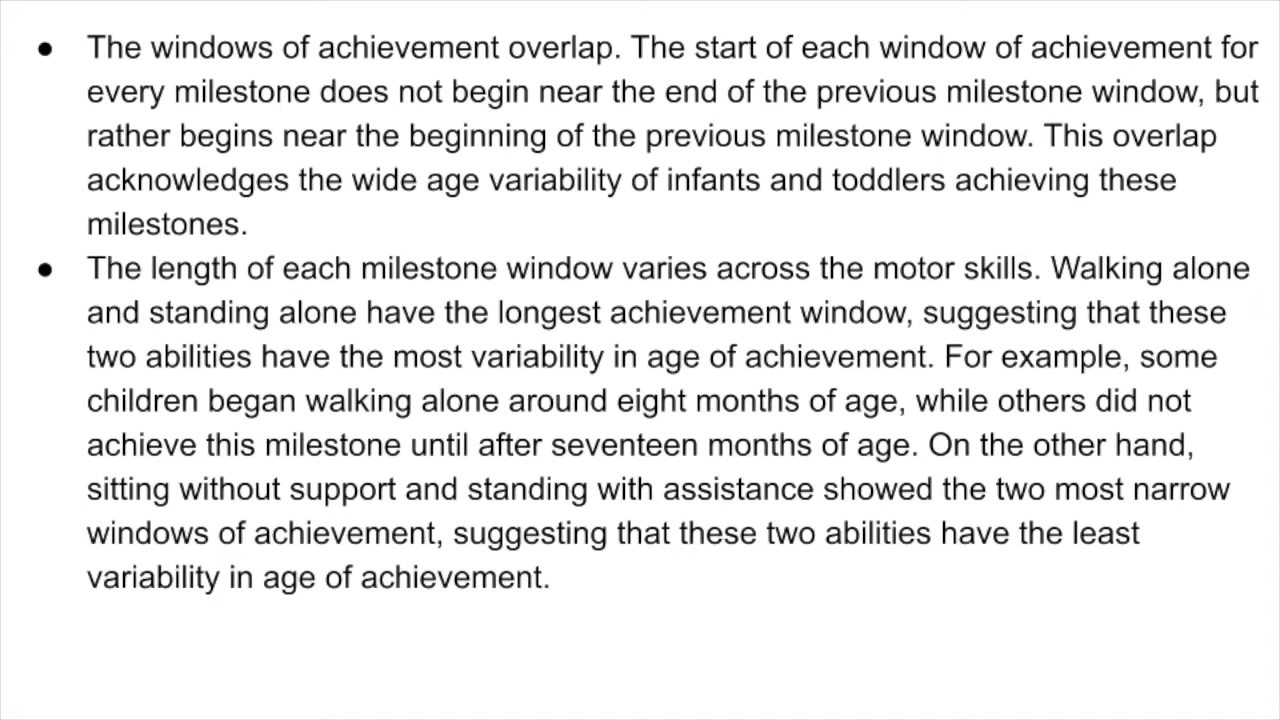 ● The windows of achievement overlap. The start of each window of achievement for
every milestone does not begin near the end of the previous milestone window, but
rather begins near the beginning of the previous milestone window. This overlap
acknowledges the wide age variability of infants and toddlers achieving these
milestones.
● The length of each milestone window varies across the motor skills. Walking alone
and standing alone have the longest achievement window, suggesting that these
two abilities have the most variability in age of achievement. For example, some
children began walking alone around eight months of age, while others did not
achieve this milestone until after seventeen months of age. On the other hand,
sitting without support and standing with assistance showed the two most narrow
windows of achievement, suggesting that these two abilities have the least
variability in age of achievement.